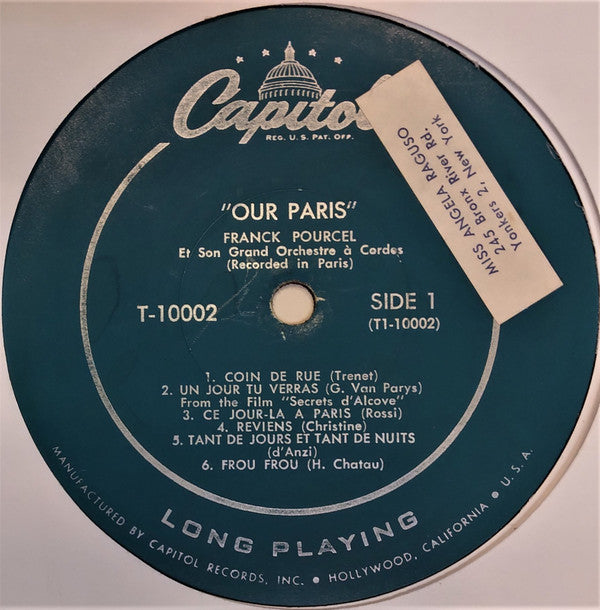 Capitol
REG. U.S. PAT. OFF.
MISS ANGELA RAGUSO
245 Bronx River Rd.
Yonkers 2, New York
"OUR PARIS"
FRANCK POURCEL
Et Son Grand Orchestre à Cordes
(Recorded in Paris)
T-10002
SIDE 1
(T1-10002)
1. COIN DE RUE (Trenet)
2. UN JOUR TU VERRAS (G. Van Parys)
From the Film "Secrets d'Alcove"
3. CE JOUR-LA A PARIS (Rossi)
4. REVIENS (Christine)
5. TANT DE JOURS ET TANT DE NUITS
(d'Anzi)
6. FROU FROU (H. Chatau)
LONG PLAYING
MANUFACTURED BY CAPITOL RECORDS, INC. • HOLLYWOOD, CALIFORNIA • U.S.A.